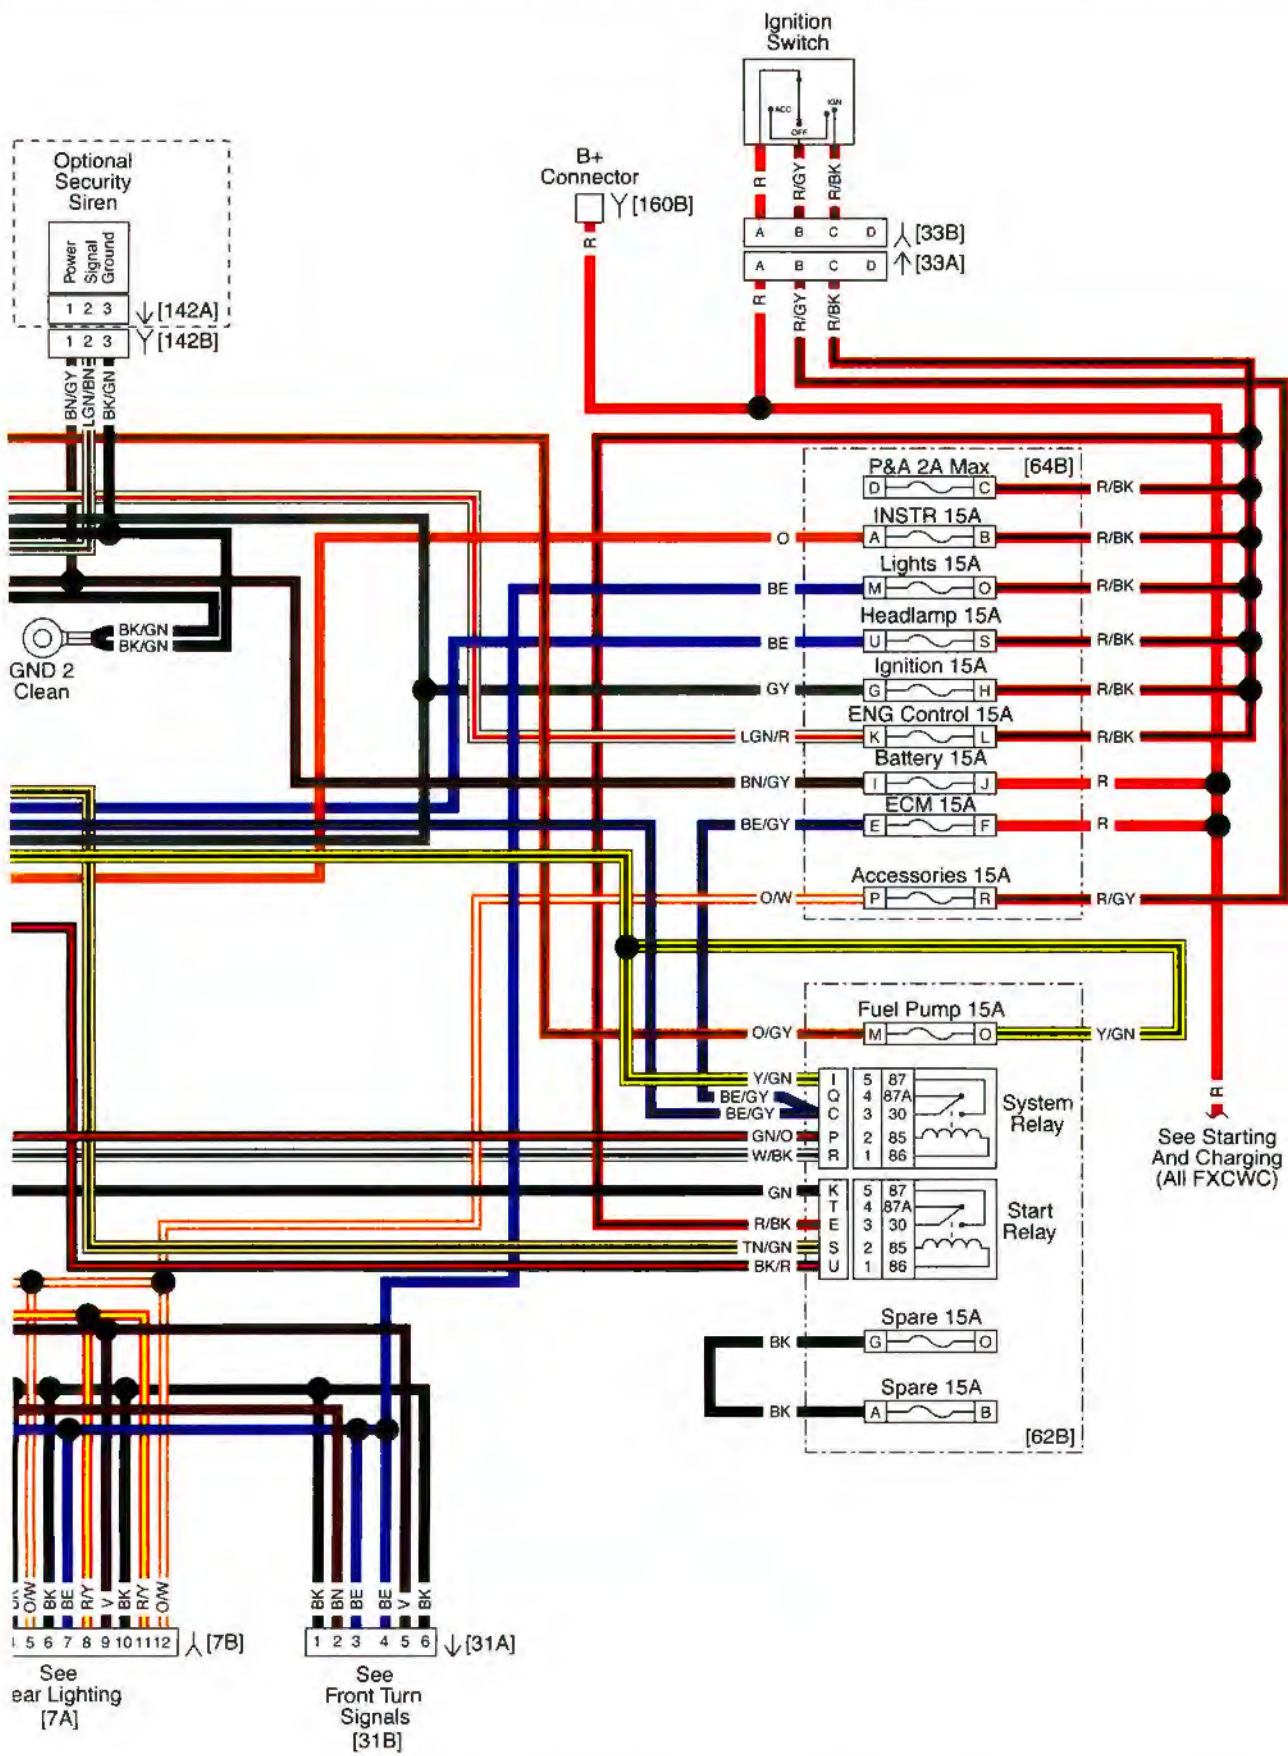 Ignition
Switch
ACC
IGN
OFF
R
R/GY
R/BK
A B C D [33B]
A B C D [33A]
R
R/GY
R/BK
B+
Connector
[160B]
R
Optional
Security
Siren
Power
Signal
Ground
1 2 3 [142A]
1 2 3 [142B]
BN/GY
LGN/BN
BK/GN
BK/GN
BK/GN
GND 2
Clean
P&A 2A Max [64B]
D C R/BK
INSTR 15A
O A B R/BK
Lights 15A
BE M O R/BK
Headlamp 15A
BE U S R/BK
Ignition 15A
GY G H R/BK
ENG Control 15A
LGN/R K L R/BK
Battery 15A
BN/GY I J R
ECM 15A
BE/GY E F R
Accessories 15A
O/W P R R/GY
Fuel Pump 15A
O/GY M O Y/GN
Y/GN I 5 87
BE/GY Q 4 87A
BE/GY C 3 30
GN/O P 2 85
W/BK R 1 86
System
Relay
GN K 5 87
T 4 87A
R/BK E 3 30
TN/GN S 2 85
BK/R U 1 86
Start
Relay
R
See Starting
And Charging
(All FXCWC)
Spare 15A
BK G O
Spare 15A
BK A B
[62B]
O/W
BK
BE
R/Y
V
BK
R/Y
O/W
5 6 7 8 9 10 11 12 [7B]
See
ear Lighting
[7A]
BK
BN
BE
BE
V
BK
1 2 3 4 5 6 [31A]
See
Front Turn
Signals
[31B]